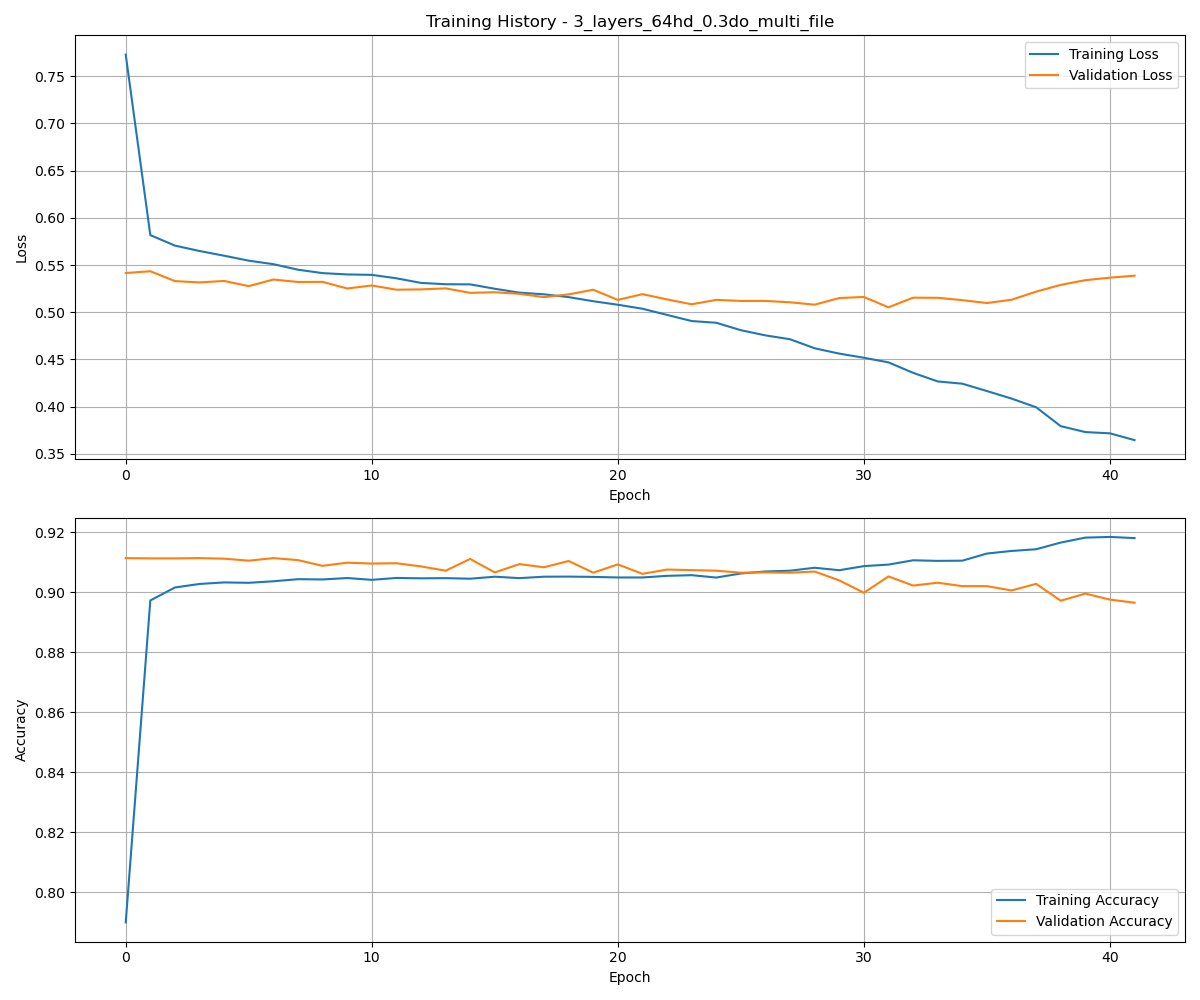 Training History - 3_layers_64hd_0.3do_multi_file
Training Loss
Validation Loss
0.75
0.70
0.65
0.60
0.55
0.50
0.45
0.40
0.35
Loss
0 10 20 30 40
Epoch
0.92
0.90
0.88
0.86
0.84
0.82
0.80
Accuracy
Training Accuracy
Validation Accuracy
0 10 20 30 40
Epoch